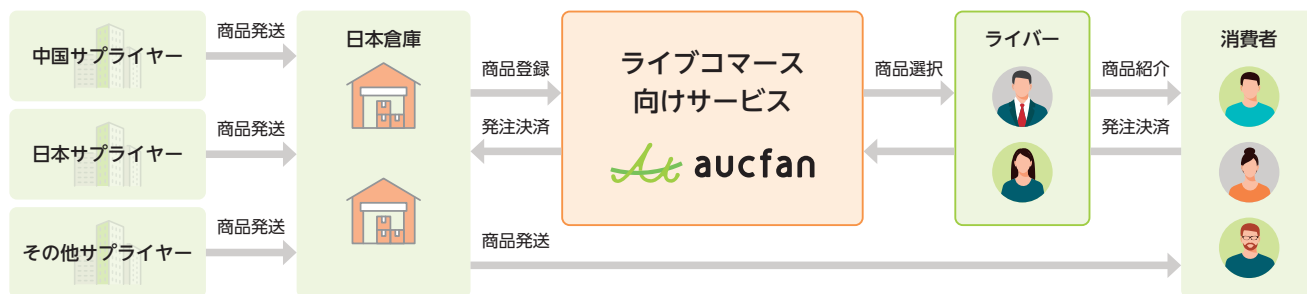 中国サプライヤー
商品発送
日本サプライヤー
商品発送
その他サプライヤー
商品発送
日本倉庫
商品登録
発注決済
商品発送
ライブコマース
向けサービス
aucfan
商品選択
ライバー
商品紹介
発注決済
消費者